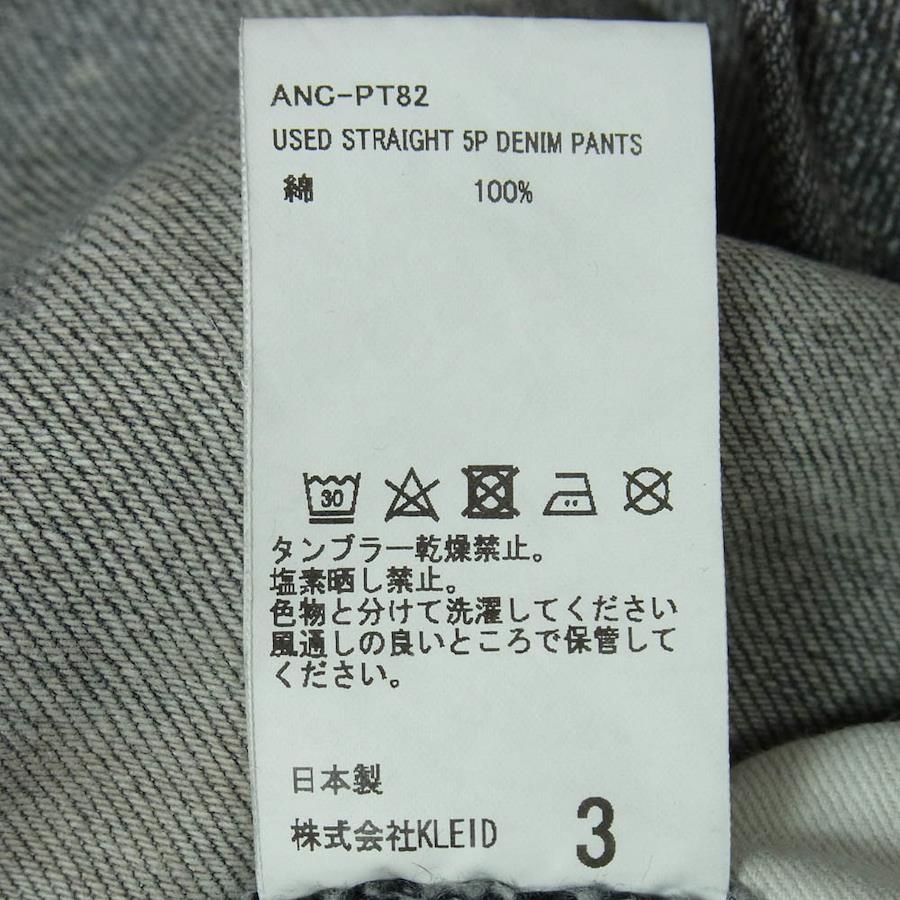 ANC-PT82
USED STRAIGHT 5P DENIM PANTS
綿 100%
30
タンブラー乾燥禁止。
塩素晒し禁止。
色物と分けて洗濯してください
風通しの良いところで保管して
ください。
日本製
株式会社KLEID
3